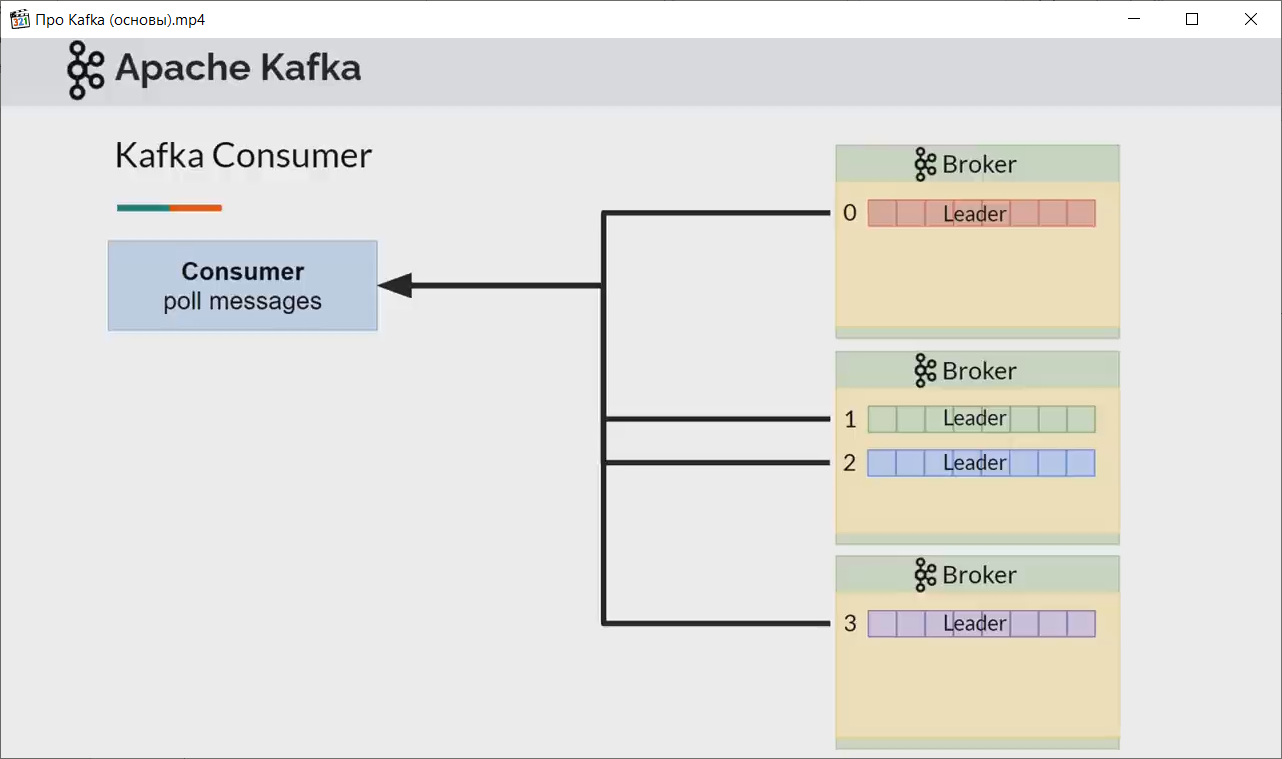 Про Kafka (основы).mp4
Apache Kafka
Kafka Consumer
Consumer
poll messages
Broker
0 Leader
Broker
1 Leader
2 Leader
Broker
3 Leader